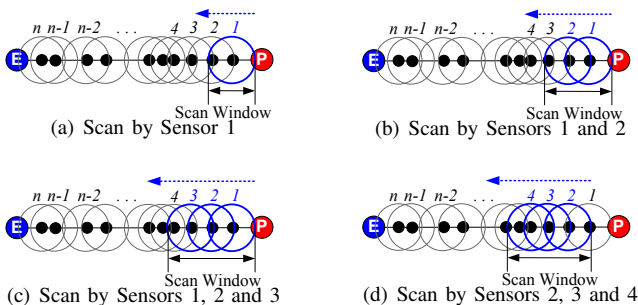 n n-1 n-2 ... 4 3 2 1
E P
Scan Window
(a) Scan by Sensor 1
n n-1 n-2 ... 4 3 2 1
E P
Scan Window
(b) Scan by Sensors 1 and 2
n n-1 n-2 ... 4 3 2 1
E P
Scan Window
(c) Scan by Sensors 1, 2 and 3
n n-1 n-2 ... 4 3 2 1
E P
Scan Window
(d) Scan by Sensors 2, 3 and 4